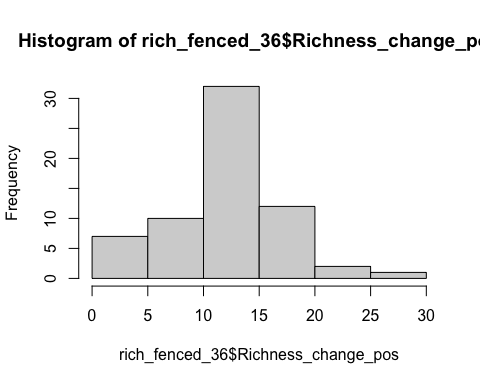 Histogram of rich_fenced_36$Richness_change_po
Frequency
30
20
10
5
0
0 5 10 15 20 25 30
rich_fenced_36$Richness_change_pos